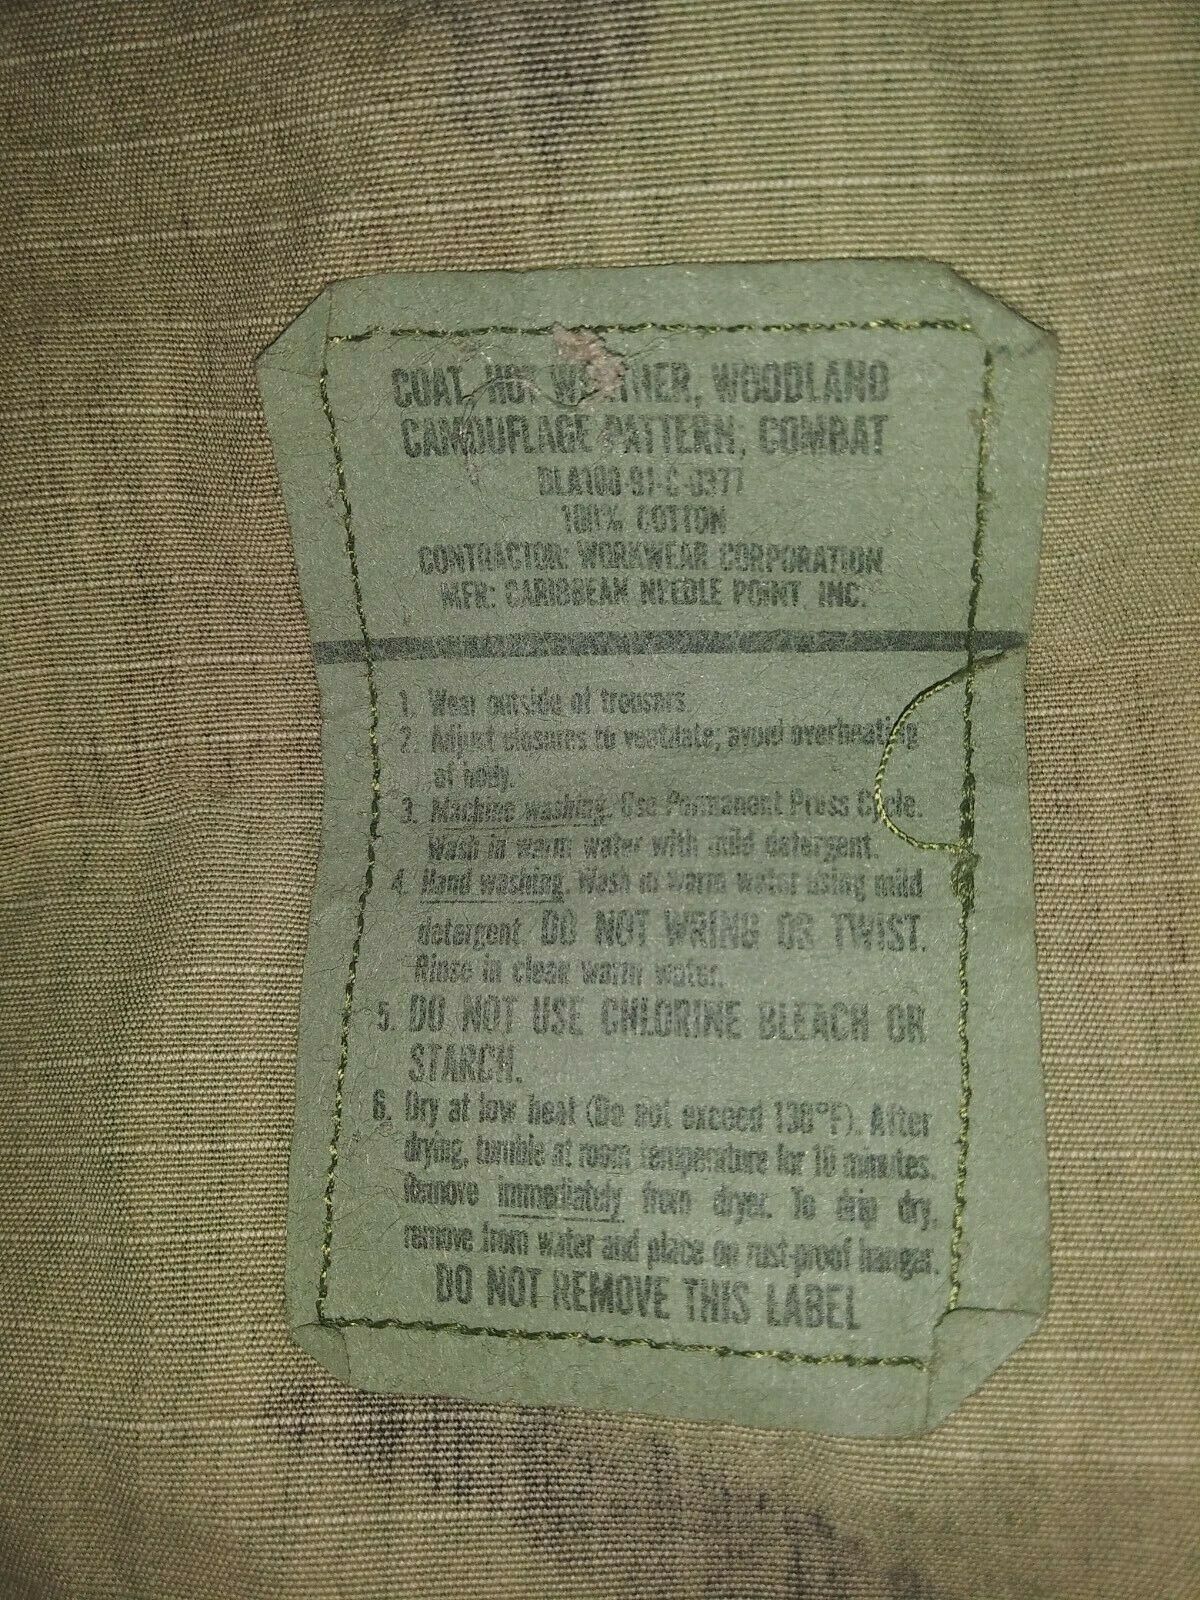 COAT, HOT WEATHER, WOODLAND
CAMOUFLAGE PATTERN, COMBAT
DLA100-91-C-0377
100% COTTON
CONTRACTOR: WORKWEAR CORPORATION
MFR: CARIBBEAN NEEDLE POINT INC.
1. Wear outside of trousers.
2. Adjust closures to ventilate; avoid overheating
of body.
3. Machine washing. Use Permanent Press Cycle.
Wash in warm water with mild detergent.
4. Hand washing. Wash in warm water using mild
detergent. DO NOT WRING OR TWIST.
Rinse in clean warm water.
5. DO NOT USE CHLORINE BLEACH OR
STARCH.
6. Dry at low heat (Do not exceed 130°F). After
drying, tumble at room temperature for 10 minutes.
Remove immediately from dryer. To drip dry,
remove from water and place on rust-proof hanger.
DO NOT REMOVE THIS LABEL